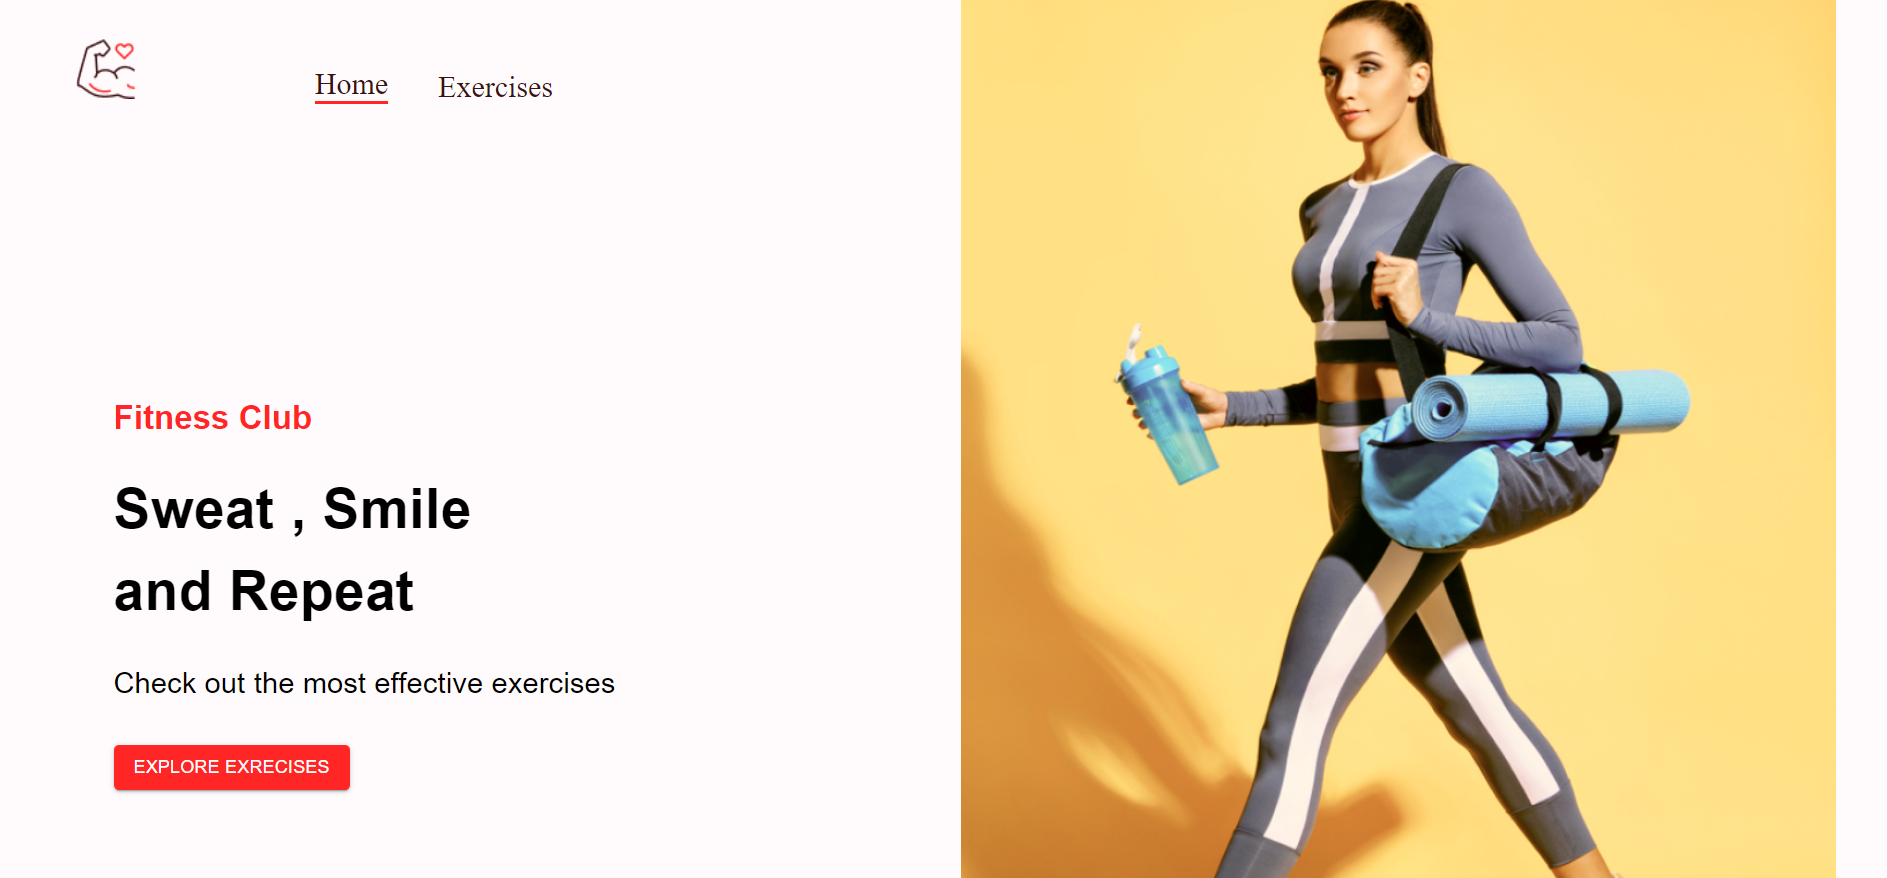 Home
Exercises
Fitness Club
Sweat , Smile
and Repeat
Check out the most effective exercises
EXPLORE EXRECISES